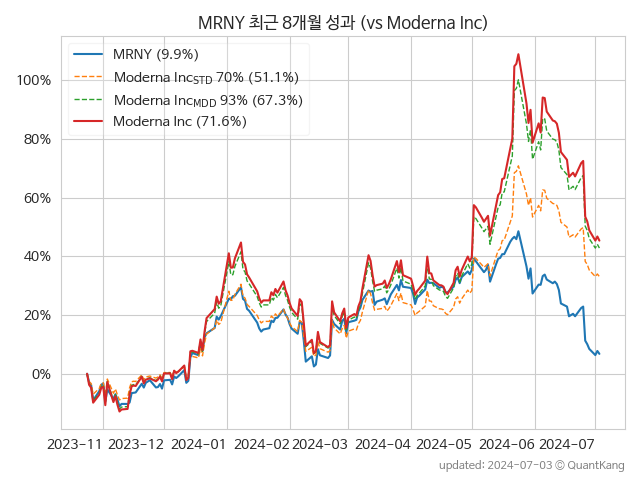 MRNY 최근 8개월 성과 (vs Moderna Inc)
MRNY (9.9%)
Moderna Inc_STD 70% (51.1%)
Moderna Inc_MDD 93% (67.3%)
Moderna Inc (71.6%)
100%
80%
60%
40%
20%
0%
2023-11 2023-12 2024-01 2024-02 2024-03 2024-04 2024-05 2024-06 2024-07
updated: 2024-07-03 © QuantKang